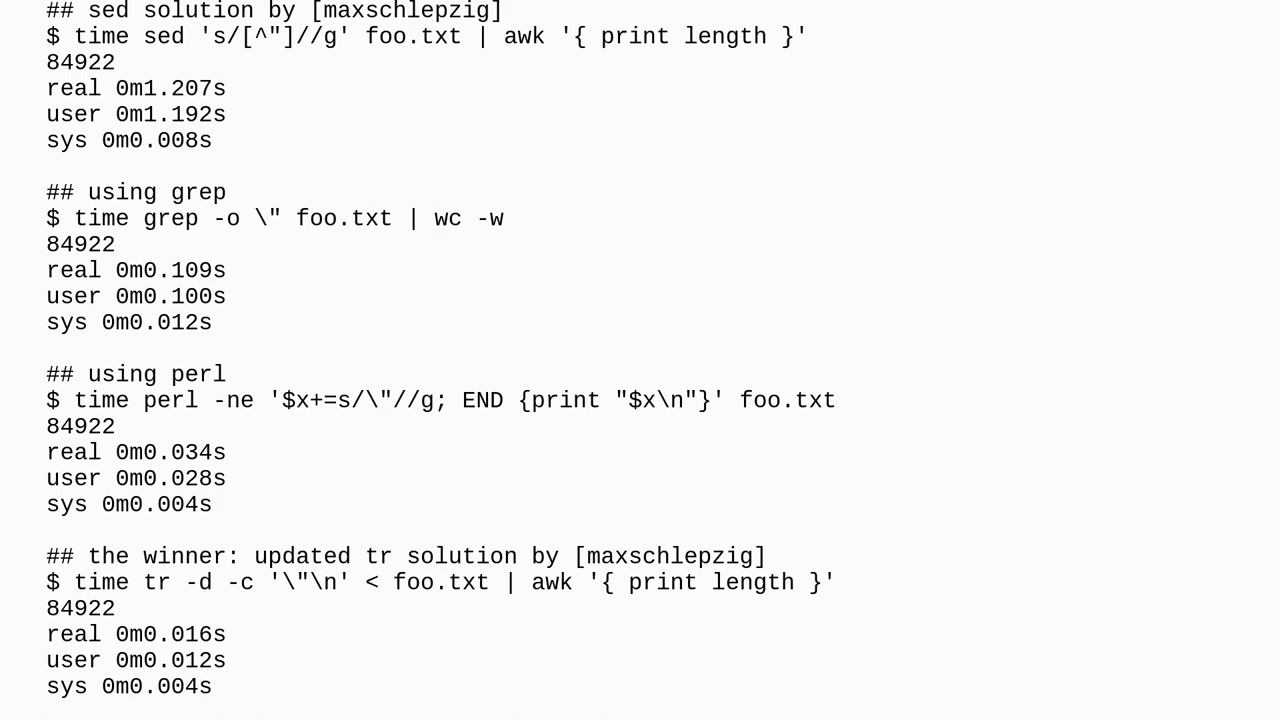 ## sed solution by [maxschlepzig]
$ time sed 's/[^"]//g' foo.txt | awk '{ print length }'
84922
real 0m1.207s
user 0m1.192s
sys 0m0.008s
## using grep
$ time grep -o \" foo.txt | wc -w
84922
real 0m0.109s
user 0m0.100s
sys 0m0.012s
## using perl
$ time perl -ne '$x+=s/\"//g; END {print "$x\n"}' foo.txt
84922
real 0m0.034s
user 0m0.028s
sys 0m0.004s
## the winner: updated tr solution by [maxschlepzig]
$ time tr -d -c '\"\n' < foo.txt | awk '{ print length }'
84922
real 0m0.016s
user 0m0.012s
sys 0m0.004s